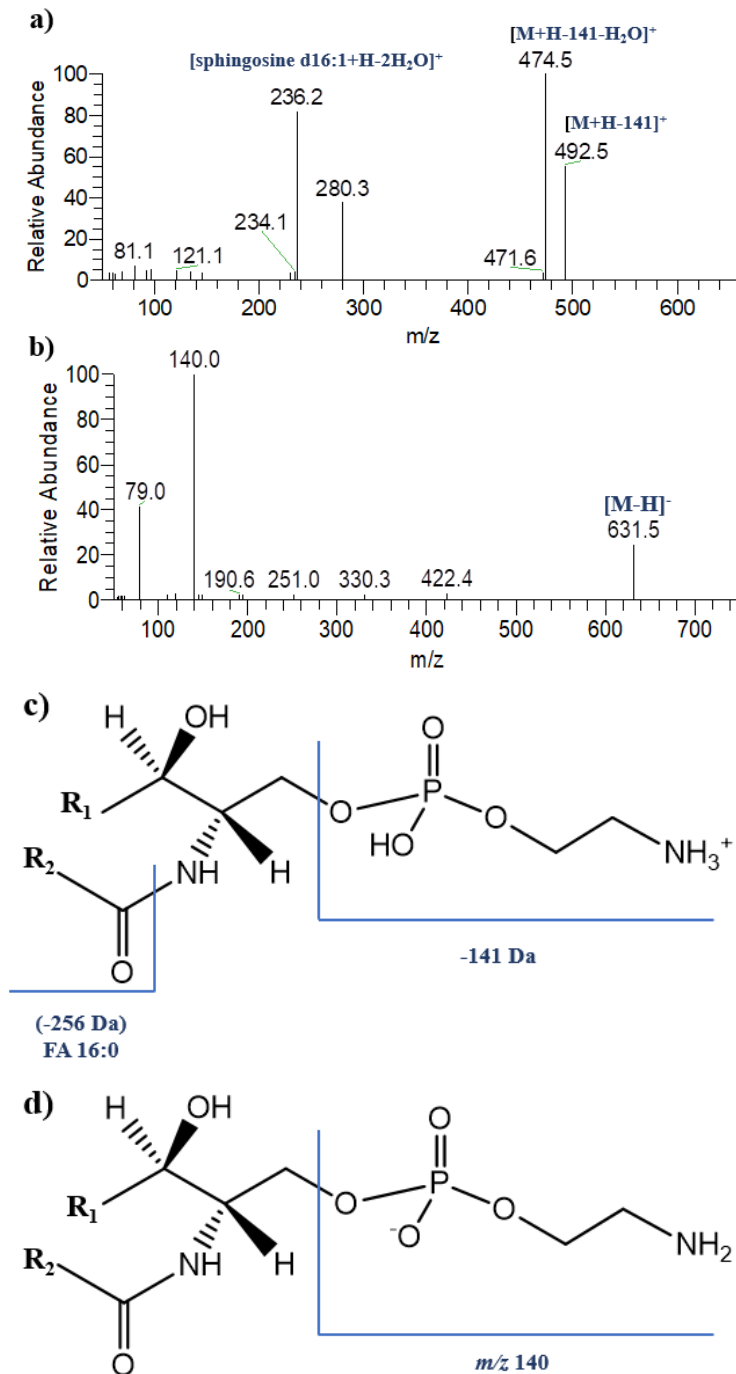 a)
[M+H-141-H₂O]⁺
[sphingosine d16:1+H-2H₂O]⁺
474.5
100
236.2
[M+H-141]⁺
80
492.5
60
Relative Abundance
40
280.3
234.1
20
81.1
121.1
471.6
0
100 200 300 400 500 600
m/z
b)
140.0
100
80
Relative Abundance
60
79.0
[M-H]⁻
40
631.5
20
190.6 251.0 330.3 422.4
0
100 200 300 400 500 600 700
m/z
c)
H OH O
R₁ O P O
HO NH₃⁺
R₂ NH H
O
-141 Da
(-256 Da)
FA 16:0
d)
H OH O
R₁ O P O
⁻O NH₂
R₂ NH H
O
m/z 140